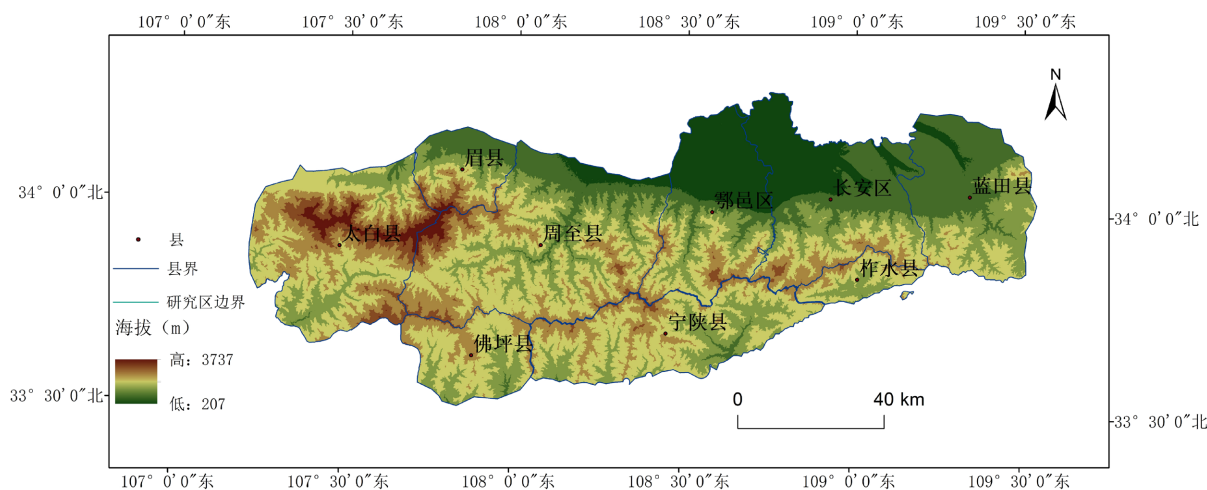 107° 0'0"东
107° 30'0"东
108° 0'0"东
108° 30'0"东
109° 0'0"东
109° 30'0"东
N
眉县
34° 0'0"北
太白县
周至县
鄠邑区
长安区
蓝田县
34° 0'0"北
县
县界
研究区边界
海拔（m）
高: 3737
低: 207
柞水县
宁陕县
佛坪县
33° 30'0"北
0
40 km
33° 30'0"北
107° 0'0"东
107° 30'0"东
108° 0'0"东
108° 30'0"东
109° 0'0"东
109° 30'0"东